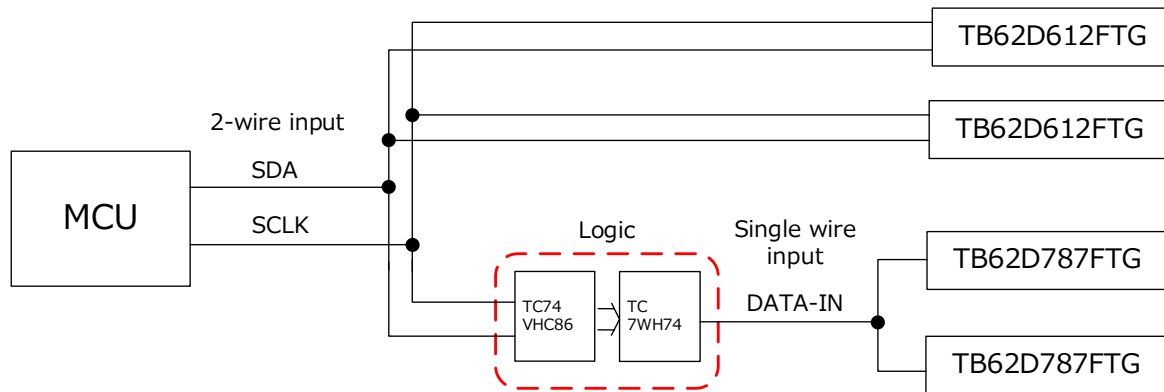 TB62D612FTG
TB62D612FTG
2-wire input
SDA
MCU
SCLK
Logic
Single wire
input
TB62D787FTG
TC74
VHC86
TC
7WH74
DATA-IN
TB62D787FTG